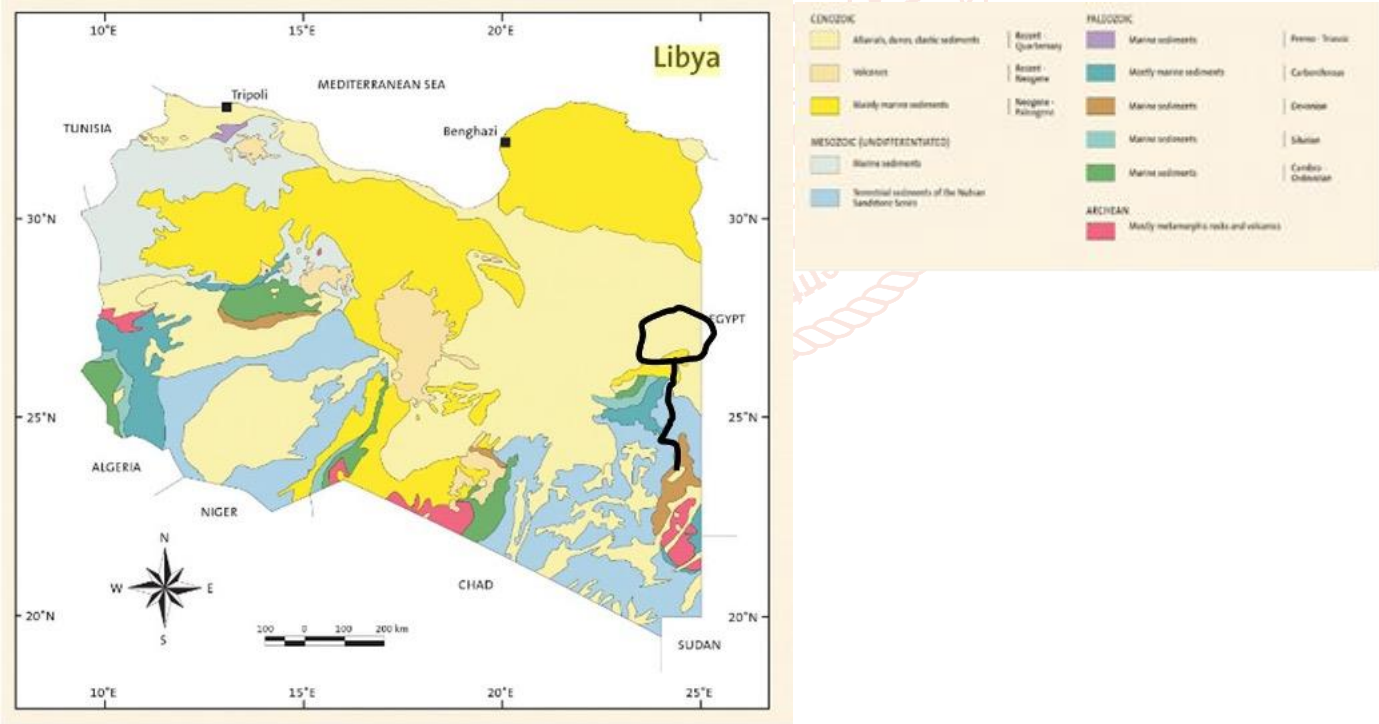 10°E 15°E 20°E 25°E
Libya
MEDITERRANEAN SEA
Tripoli
TUNISIA
Benghazi
30°N 30°N
EGYPT
25°N 25°N
ALGERIA
NIGER
N
W E
S
CHAD
20°N 20°N
100 0 100 200 km
SUDAN
10°E 15°E 20°E 25°E
CENOZOIC
Alluvials, dunes, clastic sediments
Recent -
Quarternary
Volcanoes
Recent -
Neogene
Mainly marine sediments
Neogene -
Paleogene
MESOZOIC (UNDIFFERENTIATED)
Marine sediments
Terrestrial sediments of the Nubian
Sandstone Series
PALEOZOIC
Marine sediments
Permo - Triassic
Mostly marine sediments
Carboniferous
Marine sediments
Devonian
Marine sediments
Silurian
Marine sediments
Cambro -
Ordovician
ARCHEAN
Mostly metamorphic rocks and volcanics